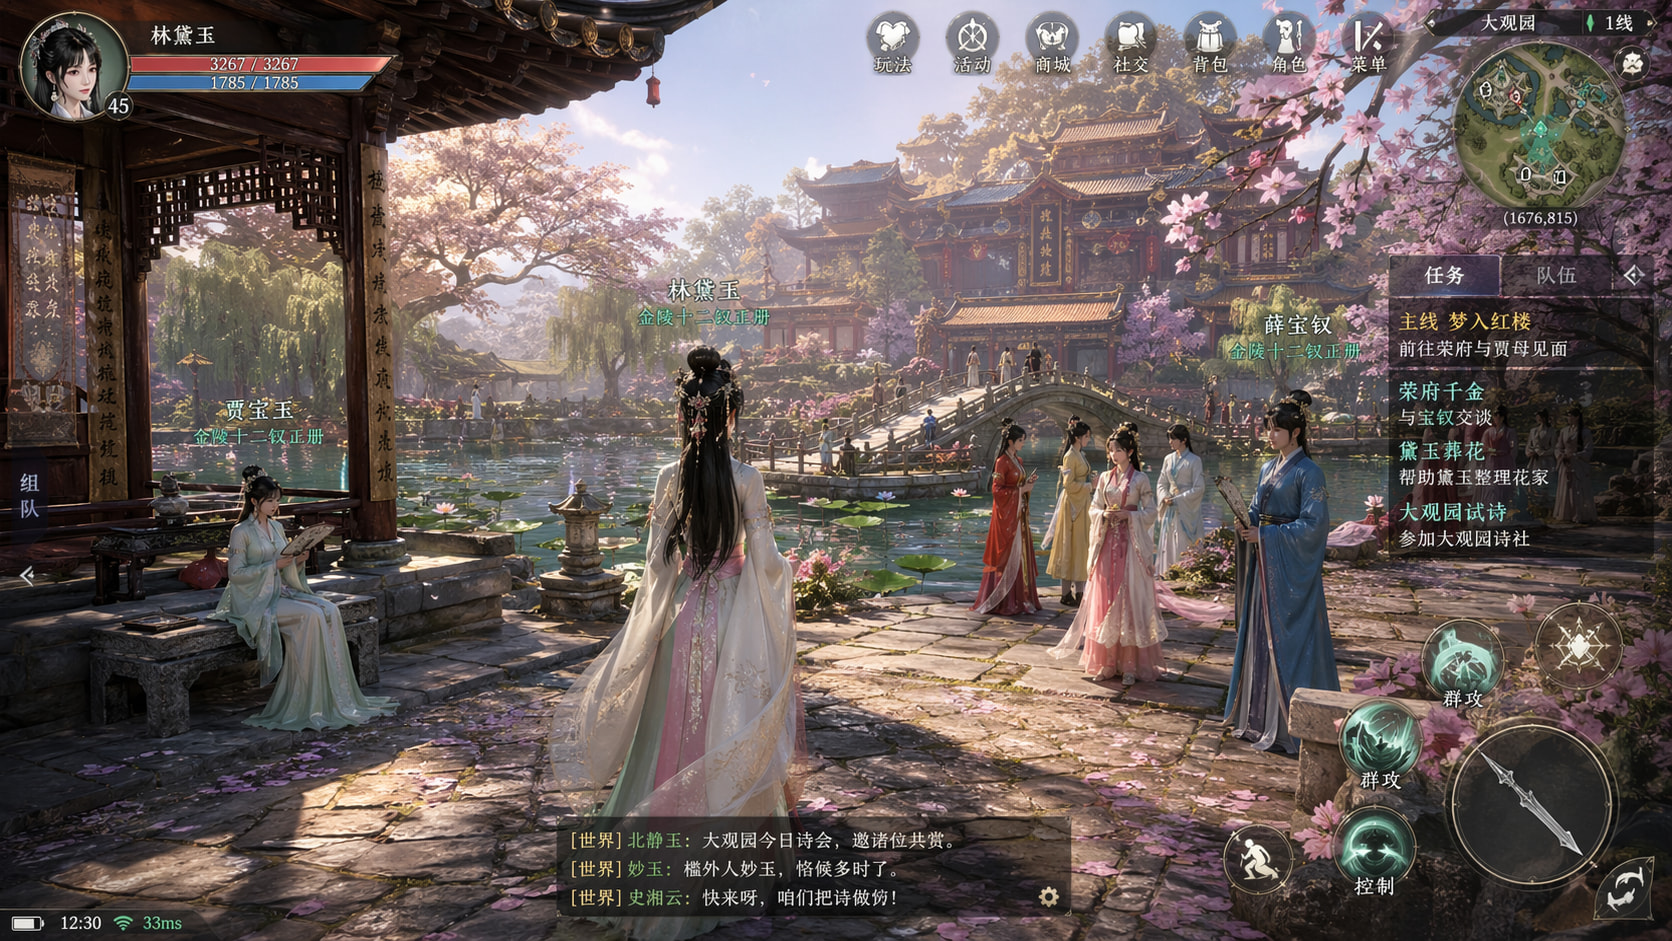 林黛玉
3267 / 3267
1785 / 1785
45
玩法
活动
商城
社交
背包
角色
菜单
大观园
1线
(1676,815)
任务
队伍
主线 梦入红楼
前往荣府与贾母见面
荣府千金
与宝钗交谈
黛玉葬花
帮助黛玉整理花家
大观园试诗
参加大观园诗社
林黛玉
金陵十二钗正册
薛宝钗
金陵十二钗正册
贾宝玉
金陵十二钗正册
组队
群攻
群攻
控制
[世界] 北静玉：大观园今日诗会，邀诸位共赏。
[世界] 妙玉：槛外人妙玉，恪候多时了。
[世界] 史湘云：快来呀，咱们把诗做份！
12:30
33ms